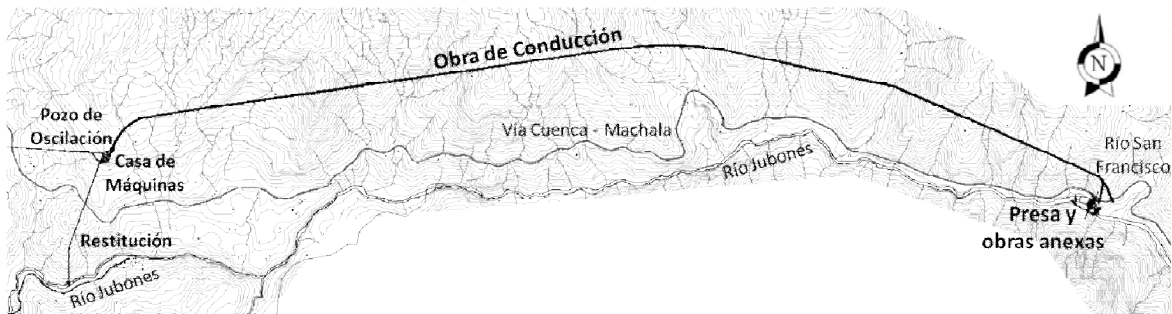 Obra de Conducción
N
Pozo de
Oscilación
Casa de
Máquinas
Vía Cuenca - Machala
Río Jubones
Río San
Francisco
Presa y
obras anexas
Restitución
Río Jubones